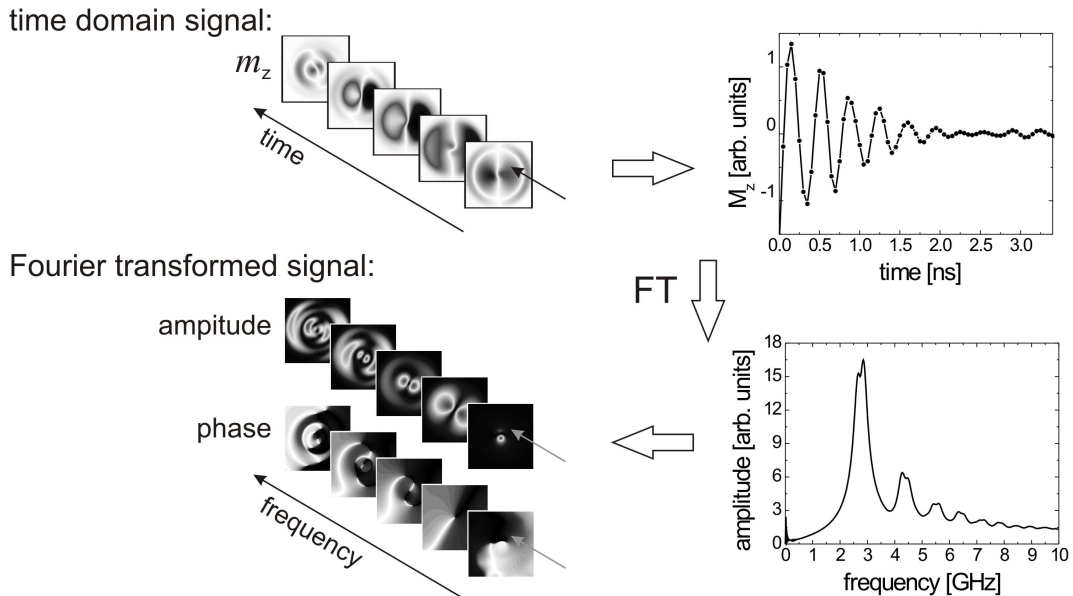 time domain signal:
m_z
time
1
0
-1
M_z [arb. units]
0.0 0.5 1.0 1.5 2.0 2.5 3.0
time [ns]
Fourier transformed signal:
FT
ampitude
phase
frequency
18
15
12
9
6
3
0
amplitude [arb. units]
0 1 2 3 4 5 6 7 8 9 10
frequency [GHz]